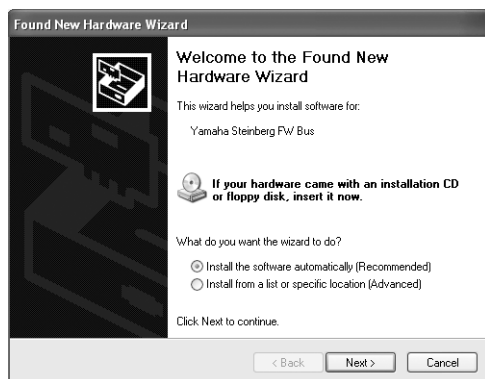 Found New Hardware Wizard
Welcome to the Found New
Hardware Wizard
This wizard helps you install software for:
Yamaha Steinberg FW Bus
If your hardware came with an installation CD
or floppy disk, insert it now.
What do you want the wizard to do?
Install the software automatically (Recommended)
Install from a list or specific location (Advanced)
Click Next to continue.
< Back
Next >
Cancel